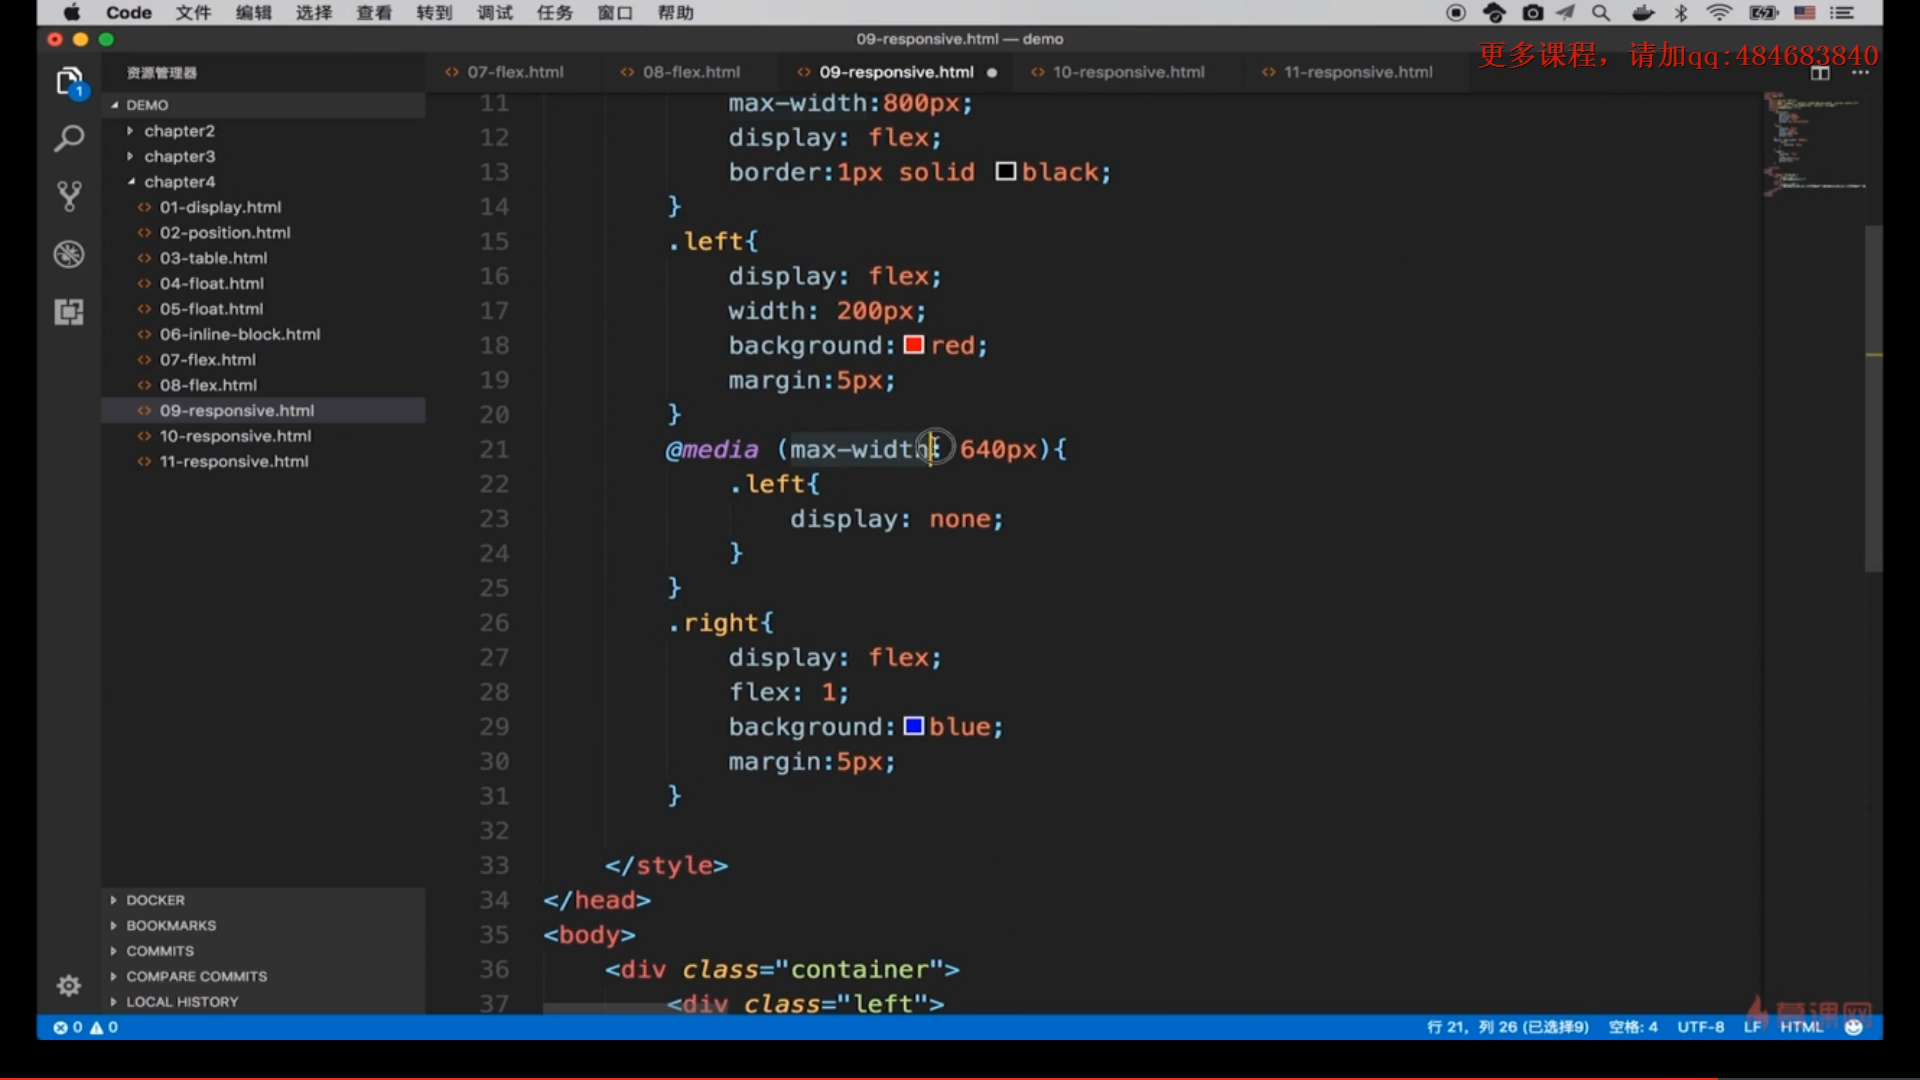 Code 文件 编辑 选择 查看 转到 调试 任务 窗口 帮助
09-responsive.html — demo
更多课程，请加qq:484683840
资源管理器
07-flex.html
08-flex.html
09-responsive.html
10-responsive.html
11-responsive.html
DEMO
chapter2
chapter3
chapter4
01-display.html
02-position.html
03-table.html
04-float.html
05-float.html
06-inline-block.html
07-flex.html
08-flex.html
09-responsive.html
10-responsive.html
11-responsive.html
DOCKER
BOOKMARKS
COMMITS
COMPARE COMMITS
LOCAL HISTORY
1
11 max-width:800px;
12 display: flex;
13 border:1px solid black;
14 }
15 .left{
16 display: flex;
17 width: 200px;
18 background:red;
19 margin:5px;
20 }
21 @media (max-width: 640px){
22 .left{
23 display: none;
24 }
25 }
26 .right{
27 display: flex;
28 flex: 1;
29 background:blue;
30 margin:5px;
31 }
32
33 </style>
34 </head>
35 <body>
36 <div class="container">
37 <div class="left">
慕课网
0 0
行 21，列 26 (已选择9) 空格: 4 UTF-8 LF HTML